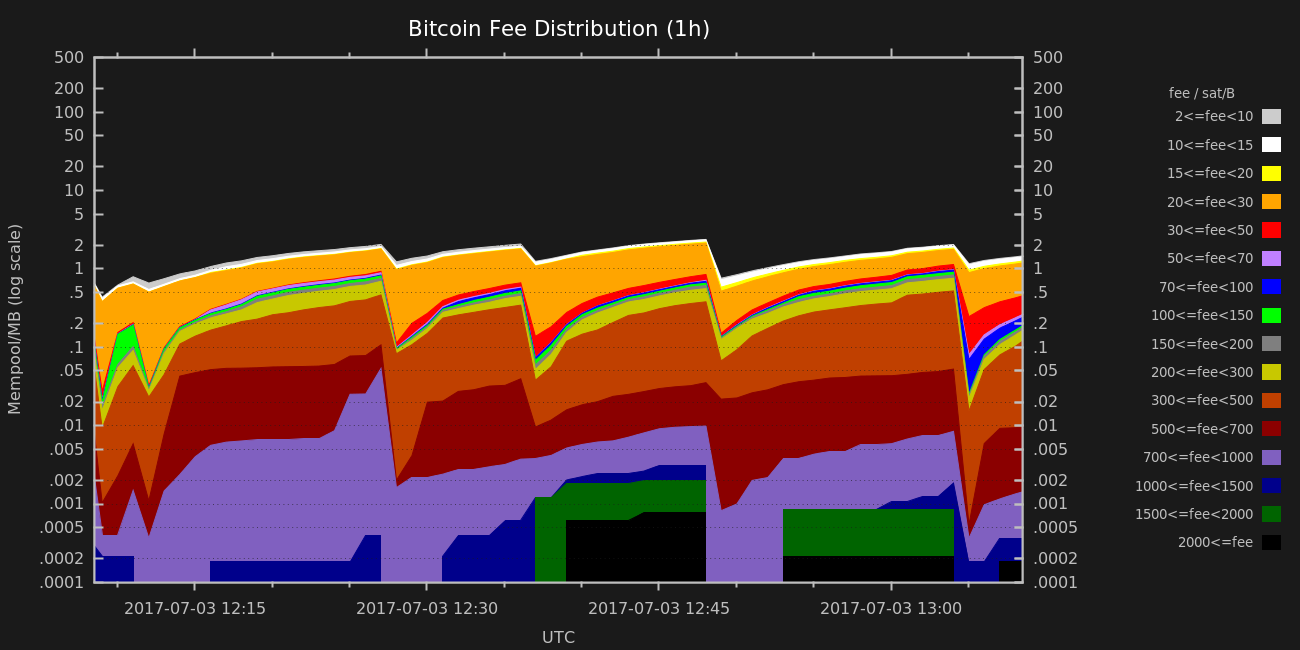 Bitcoin Fee Distribution (1h)
Mempool/MB (log scale)
500
200
100
50
20
10
5
2
1
.5
.2
.1
.05
.02
.01
.005
.002
.001
.0005
.0002
.0001
500
200
100
50
20
10
5
2
1
.5
.2
.1
.05
.02
.01
.005
.002
.001
.0005
.0002
.0001
2017-07-03 12:15
2017-07-03 12:30
2017-07-03 12:45
2017-07-03 13:00
UTC
fee / sat/B
2<=fee<10
10<=fee<15
15<=fee<20
20<=fee<30
30<=fee<50
50<=fee<70
70<=fee<100
100<=fee<150
150<=fee<200
200<=fee<300
300<=fee<500
500<=fee<700
700<=fee<1000
1000<=fee<1500
1500<=fee<2000
2000<=fee